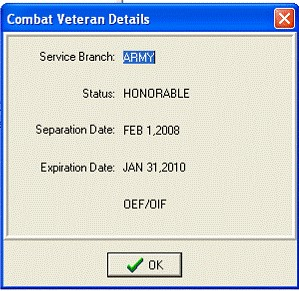 Combat Veteran Details
Service Branch: ARMY
Status: HONORABLE
Separation Date: FEB 1,2008
Expiration Date: JAN 31,2010
OEF/OIF
OK